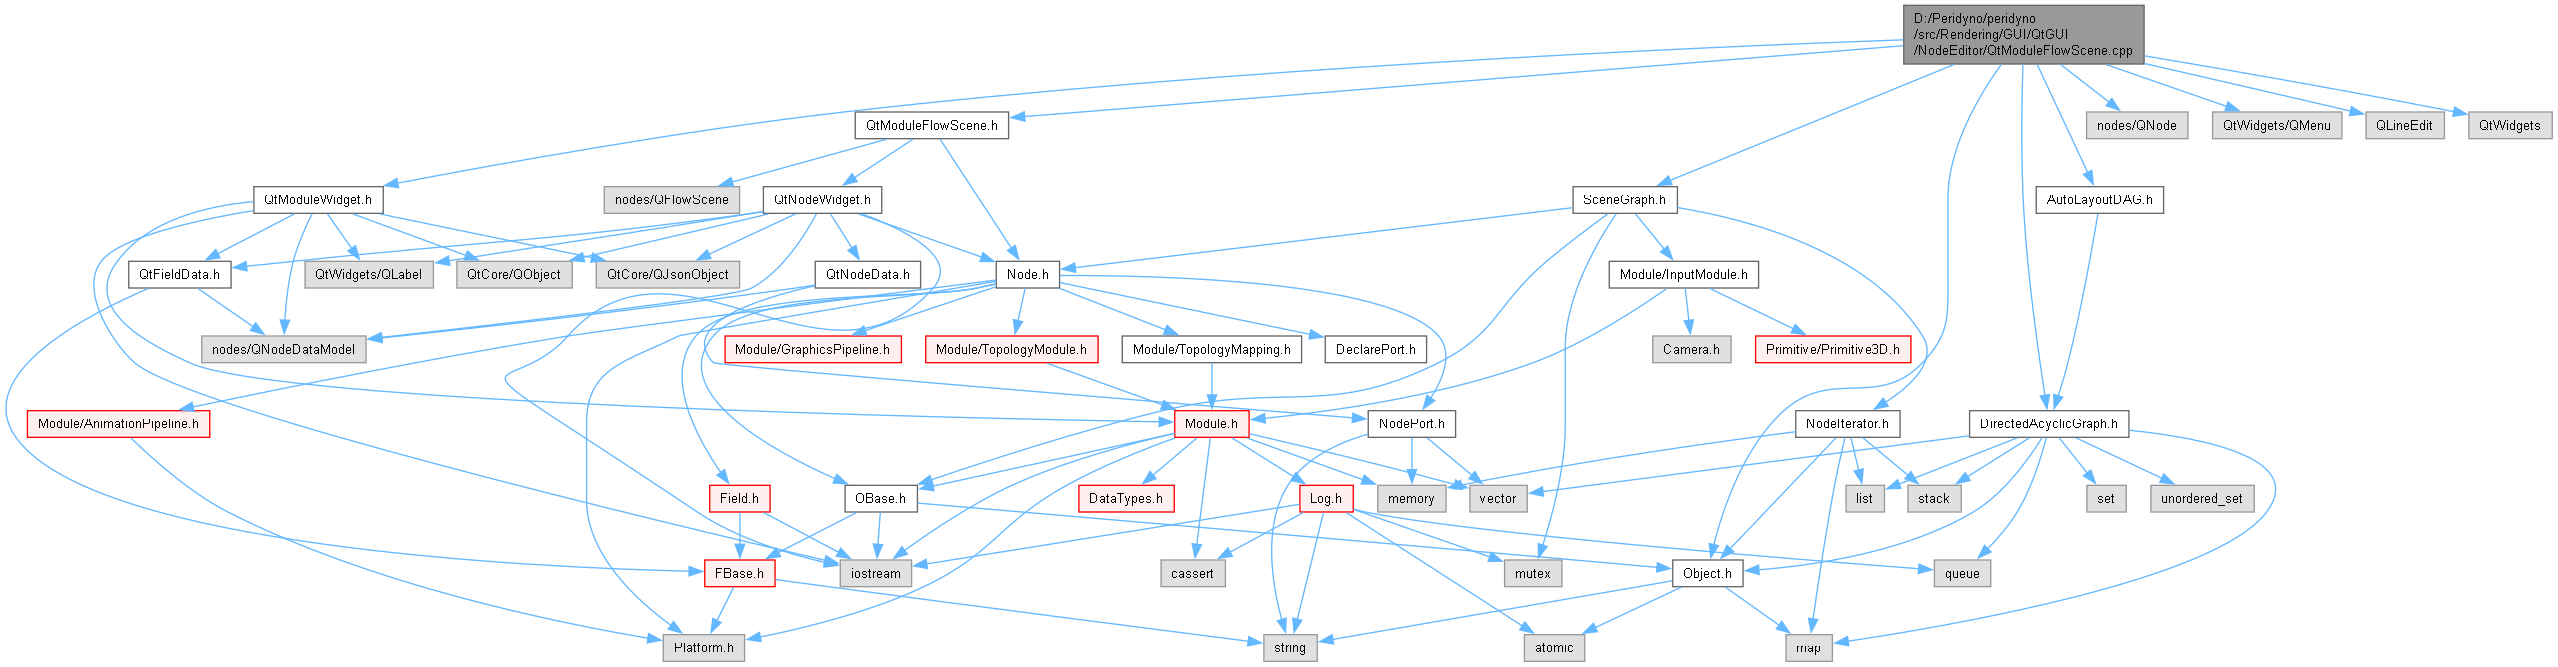 D:/Peridyno/peridyno
/src/Rendering/GUI/QtGUI
/NodeEditor/QtModuleFlowScene.cpp
QtModuleFlowScene.h
nodes/QNode
QtWidgets/QMenu
QLineEdit
QtWidgets
QtModuleWidget.h
nodes/QFlowScene
QtNodeWidget.h
SceneGraph.h
AutoLayoutDAG.h
QtFieldData.h
QtWidgets/QLabel
QtCore/QObject
QtCore/QJsonObject
QtNodeData.h
Node.h
Module/InputModule.h
nodes/QNodeDataModel
Module/GraphicsPipeline.h
Module/TopologyModule.h
Module/TopologyMapping.h
DeclarePort.h
Camera.h
Primitive/Primitive3D.h
Module/AnimationPipeline.h
Module.h
NodePort.h
NodeIterator.h
DirectedAcyclicGraph.h
Field.h
OBase.h
DataTypes.h
Log.h
memory
vector
list
stack
set
unordered_set
FBase.h
iostream
cassert
mutex
Object.h
queue
Platform.h
string
atomic
map